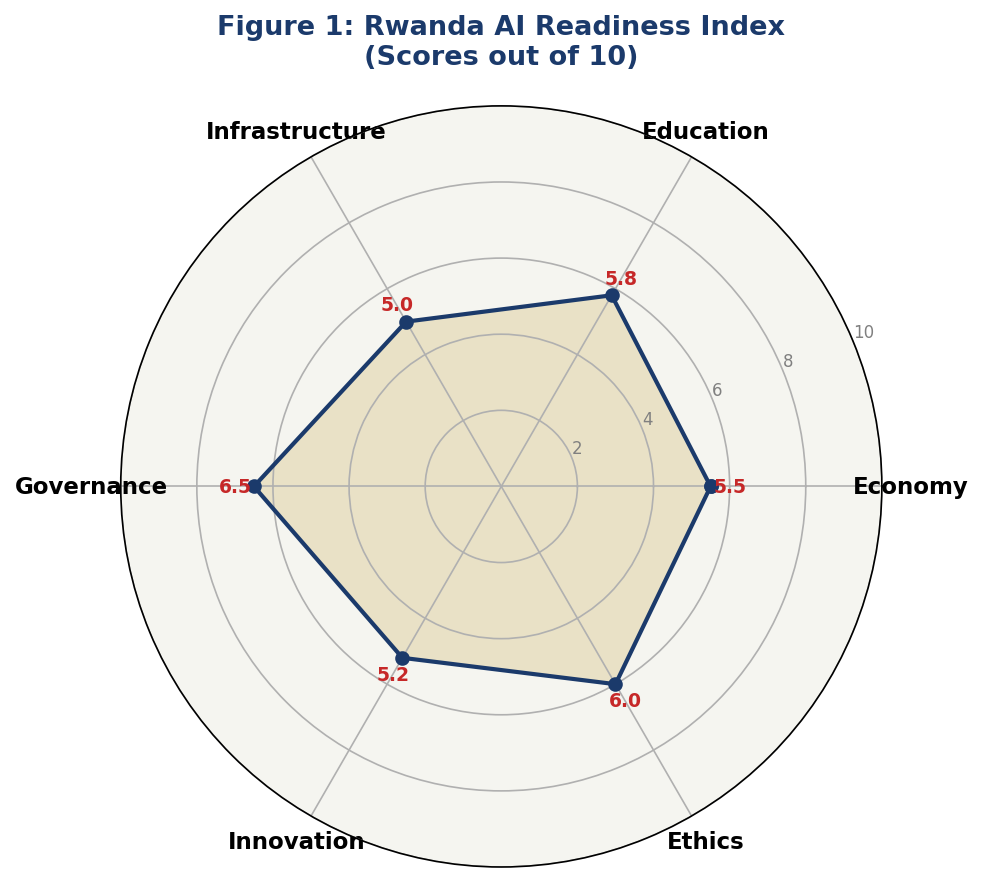 Figure 1: Rwanda AI Readiness Index
(Scores out of 10)
Infrastructure
Education
5.8
5.0
10
8
6
4
2
Governance
6.5
5.5
Economy
5.2
6.0
Innovation
Ethics